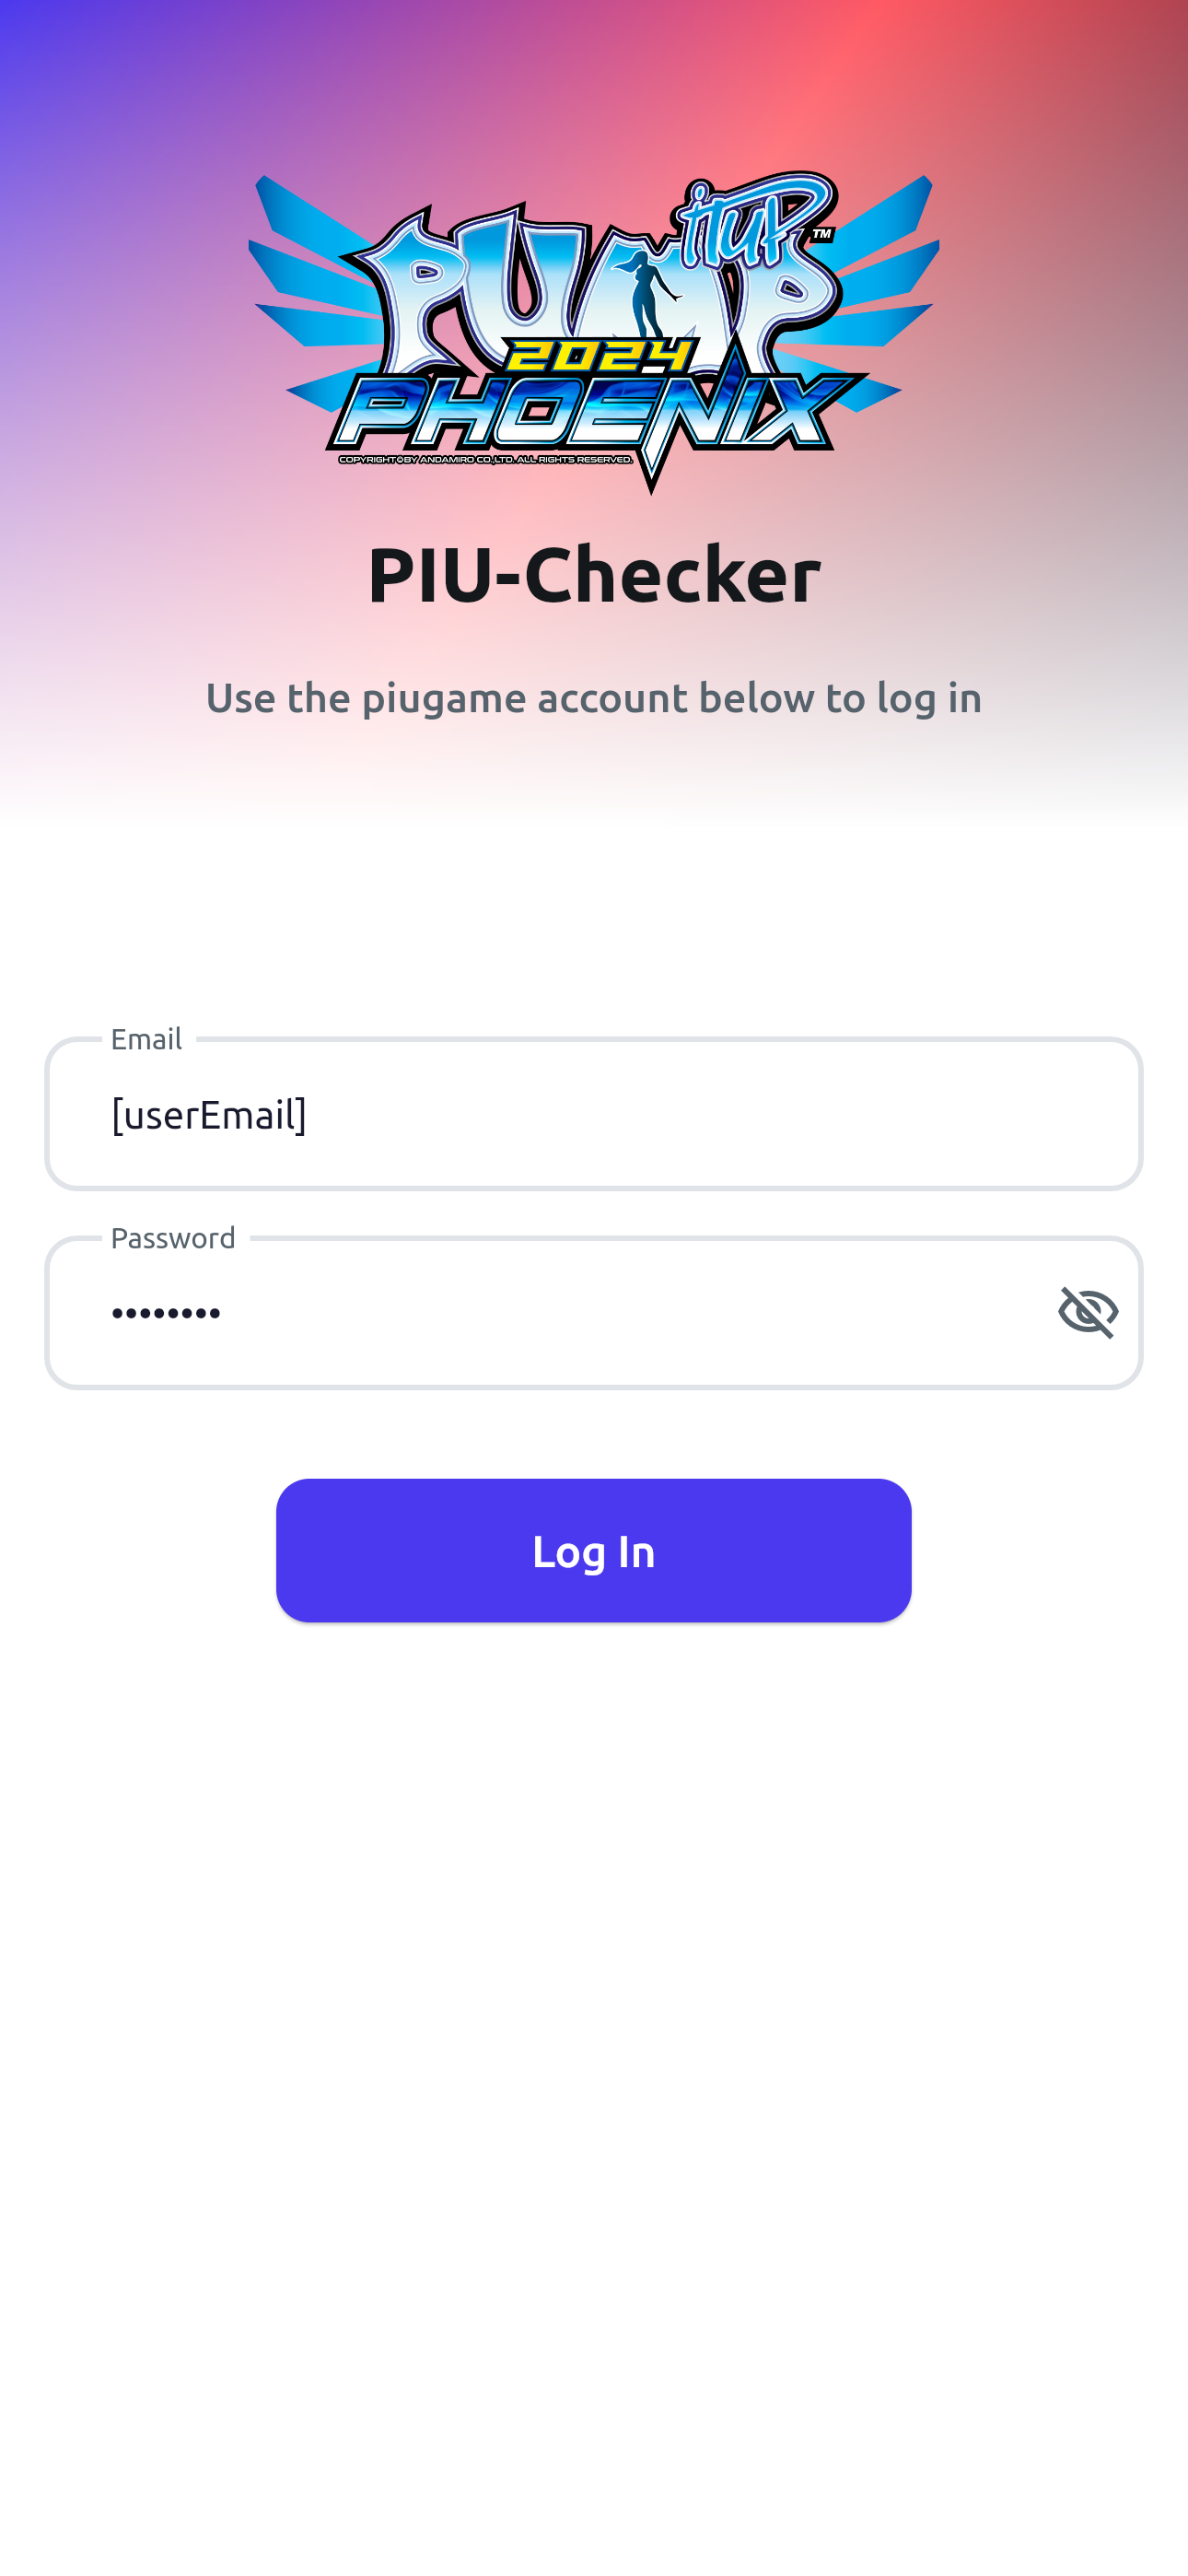 PUMP it up™
2024
PHOENIX
COPYRIGHT©BY ANDAMIRO CO.,LTD. ALL RIGHTS RESERVED.
PIU-Checker
Use the piugame account below to log in
Email
[userEmail]
Password
••••••••
Log In